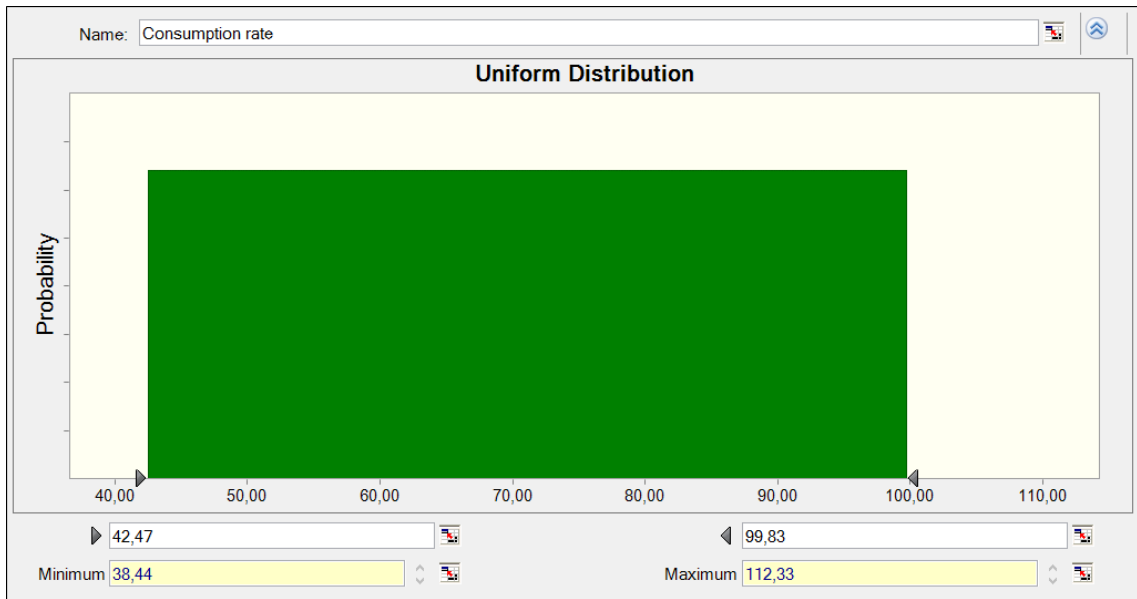 Name: Consumption rate
Uniform Distribution
Probability
40,00 50,00 60,00 70,00 80,00 90,00 100,00 110,00
42,47 99,83
Minimum 38,44 Maximum 112,33